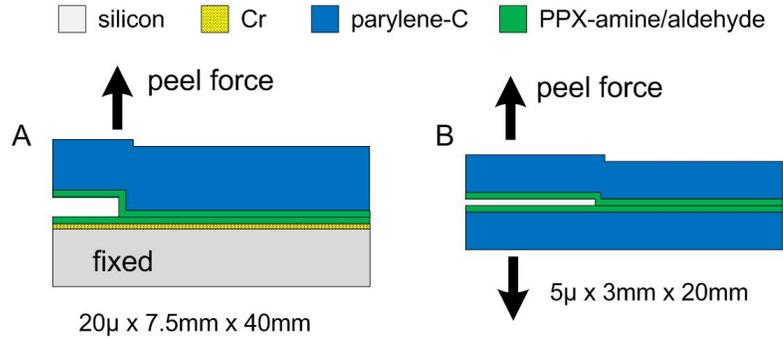 silicon Cr parylene-C PPX-amine/aldehyde
peel force
peel force
A
B
fixed
5μ x 3mm x 20mm
20μ x 7.5mm x 40mm